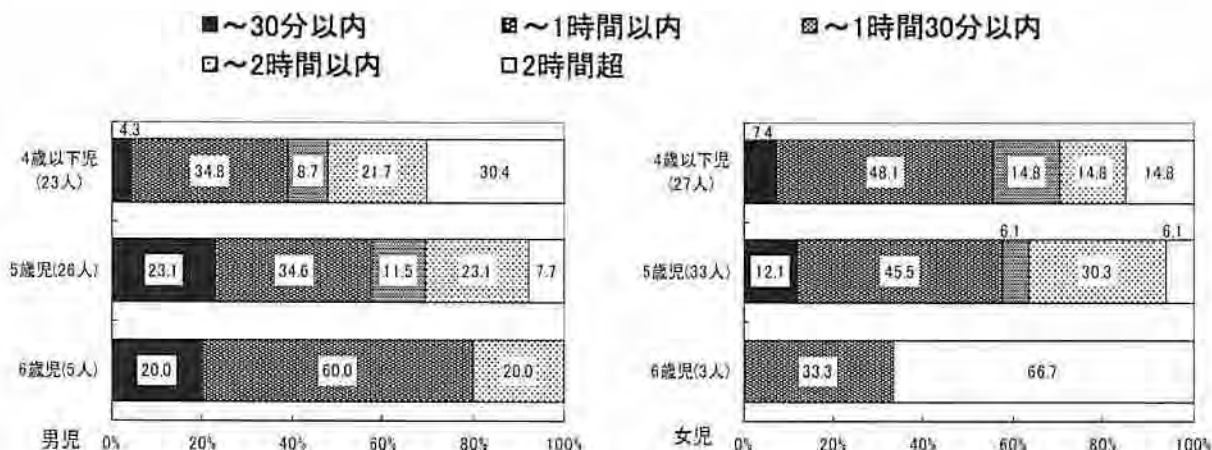 ■～30分以内 ～1時間以内 ～1時間30分以内
～2時間以内 □2時間超
4.3
4歳以下児
(23人)
34.8 8.7 21.7 30.4
5歳児(26人)
23.1 34.6 11.5 23.1 7.7
6歳児(5人)
20.0 60.0 20.0
男児
0% 20% 40% 60% 80% 100%
7.4
4歳以下児
(27人)
48.1 14.8 14.8 14.8
6.1 6.1
5歳児(33人)
12.1 45.5 30.3
6歳児(3人)
33.3 66.7
女児
0% 20% 40% 60% 80% 100%